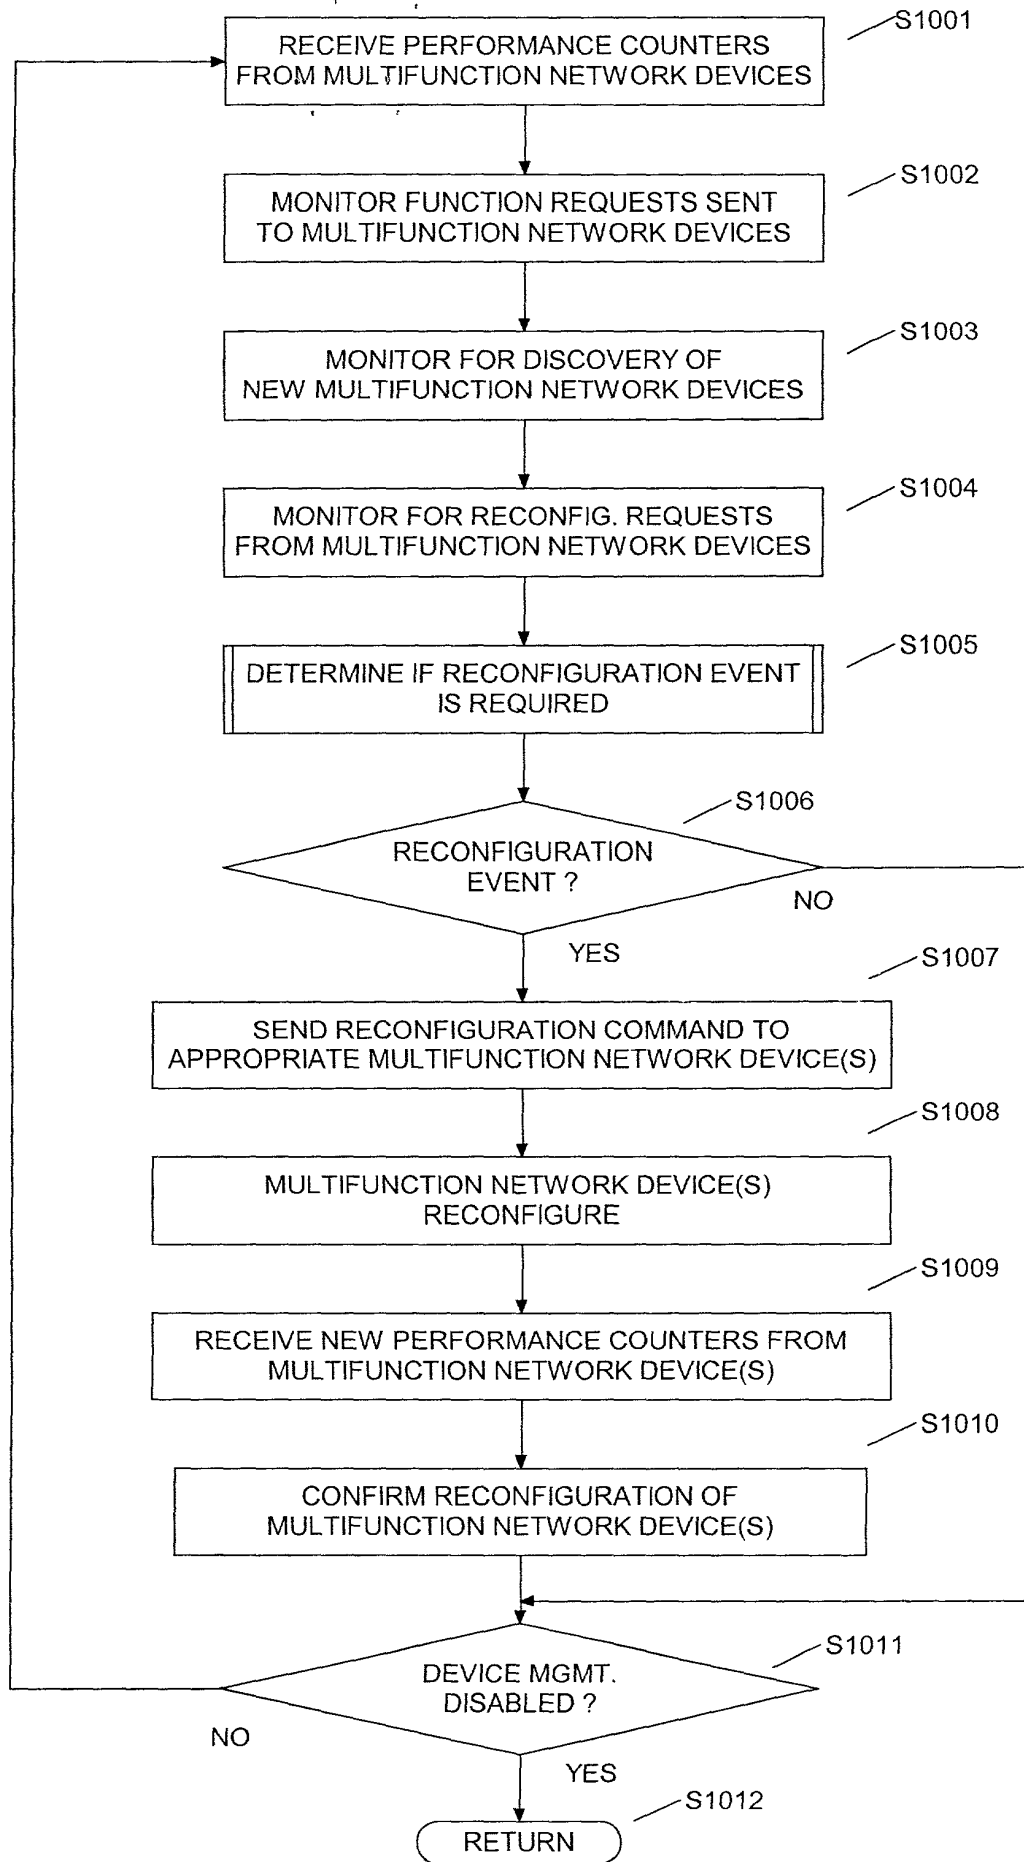 S1001
RECEIVE PERFORMANCE COUNTERS
FROM MULTIFUNCTION NETWORK DEVICES
S1002
MONITOR FUNCTION REQUESTS SENT
TO MULTIFUNCTION NETWORK DEVICES
S1003
MONITOR FOR DISCOVERY OF
NEW MULTIFUNCTION NETWORK DEVICES
S1004
MONITOR FOR RECONFIG. REQUESTS
FROM MULTIFUNCTION NETWORK DEVICES
S1005
DETERMINE IF RECONFIGURATION EVENT
IS REQUIRED
S1006
RECONFIGURATION
EVENT ?
NO
YES
S1007
SEND RECONFIGURATION COMMAND TO
APPROPRIATE MULTIFUNCTION NETWORK DEVICE(S)
S1008
MULTIFUNCTION NETWORK DEVICE(S)
RECONFIGURE
S1009
RECEIVE NEW PERFORMANCE COUNTERS FROM
MULTIFUNCTION NETWORK DEVICE(S)
S1010
CONFIRM RECONFIGURATION OF
MULTIFUNCTION NETWORK DEVICE(S)
S1011
DEVICE MGMT.
DISABLED ?
NO
YES
S1012
RETURN